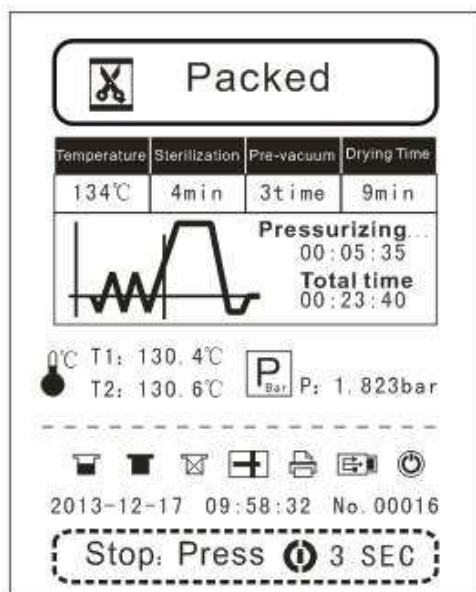 Packed
Temperature Sterilization Pre-vacuum Drying Time
134℃ 4min 3time 9min
Pressurizing...
00:05:35
Total time
00:23:40
0℃ T1: 130.4℃
T2: 130.6℃
P
Bar
P: 1.823bar
2013-12-17 09:58:32 No.00016
Stop: Press 3 SEC